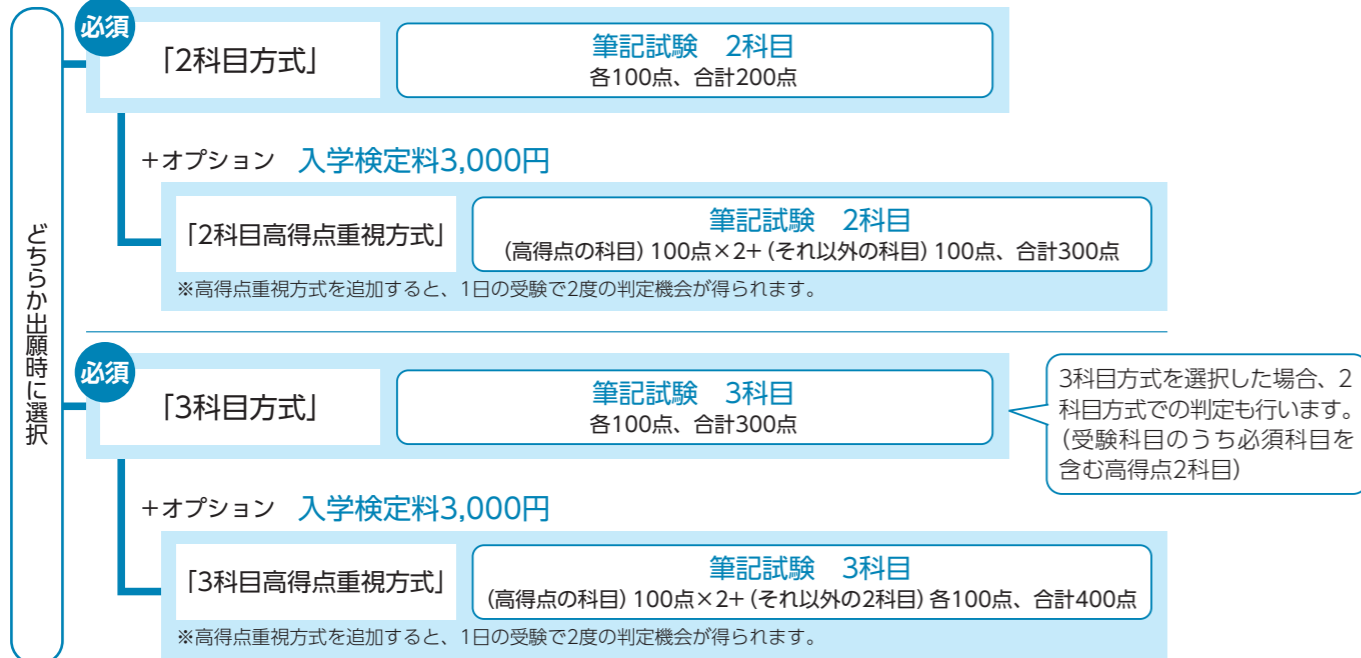 どちらか出願時に選択
必須
「2科目方式」
筆記試験　2科目
各100点、合計200点
＋オプション　入学検定料3,000円
「2科目高得点重視方式」
筆記試験　2科目
(高得点の科目) 100点×2+ (それ以外の科目) 100点、合計300点
※高得点重視方式を追加すると、1日の受験で2度の判定機会が得られます。
必須
「3科目方式」
筆記試験　3科目
各100点、合計300点
3科目方式を選択した場合、2
科目方式での判定も行います。
(受験科目のうち必須科目を
含む高得点2科目)
＋オプション　入学検定料3,000円
「3科目高得点重視方式」
筆記試験　3科目
(高得点の科目) 100点×2+ (それ以外の2科目) 各100点、合計400点
※高得点重視方式を追加すると、1日の受験で2度の判定機会が得られます。